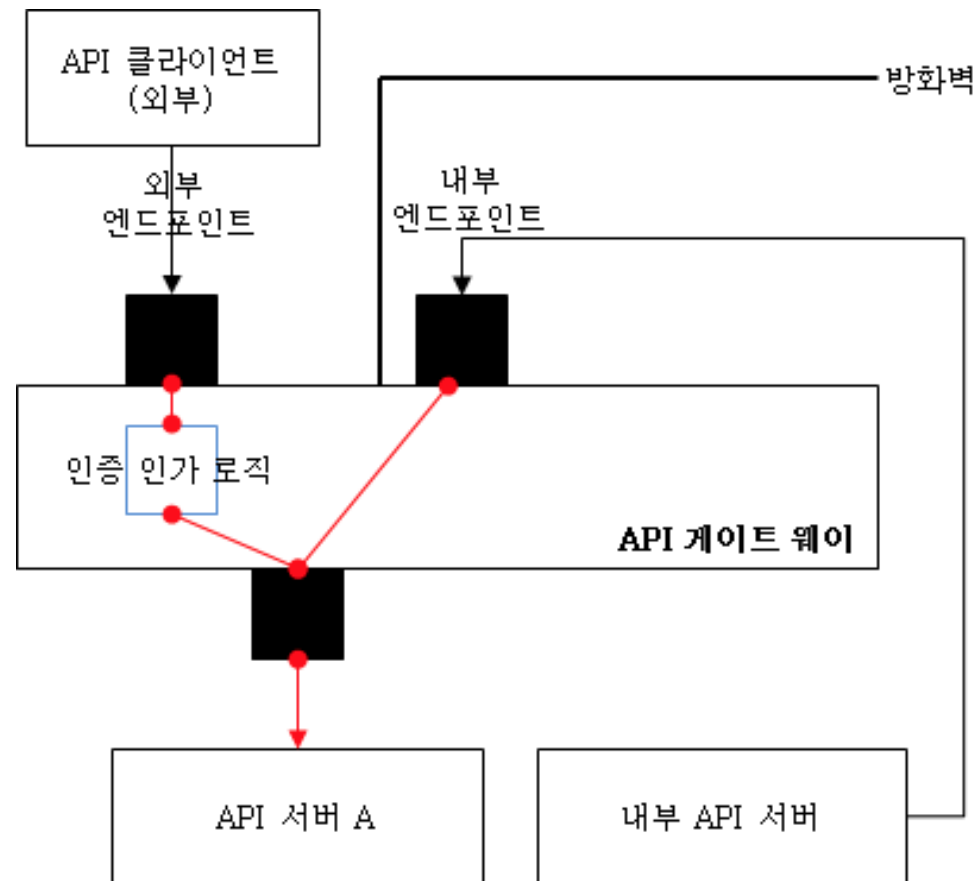 API 클라이언트
(외부)
방화벽
외부
엔드포인트
내부
엔드포인트
인증 인가 로직
API 게이트 웨이
API 서버 A
내부 API 서버